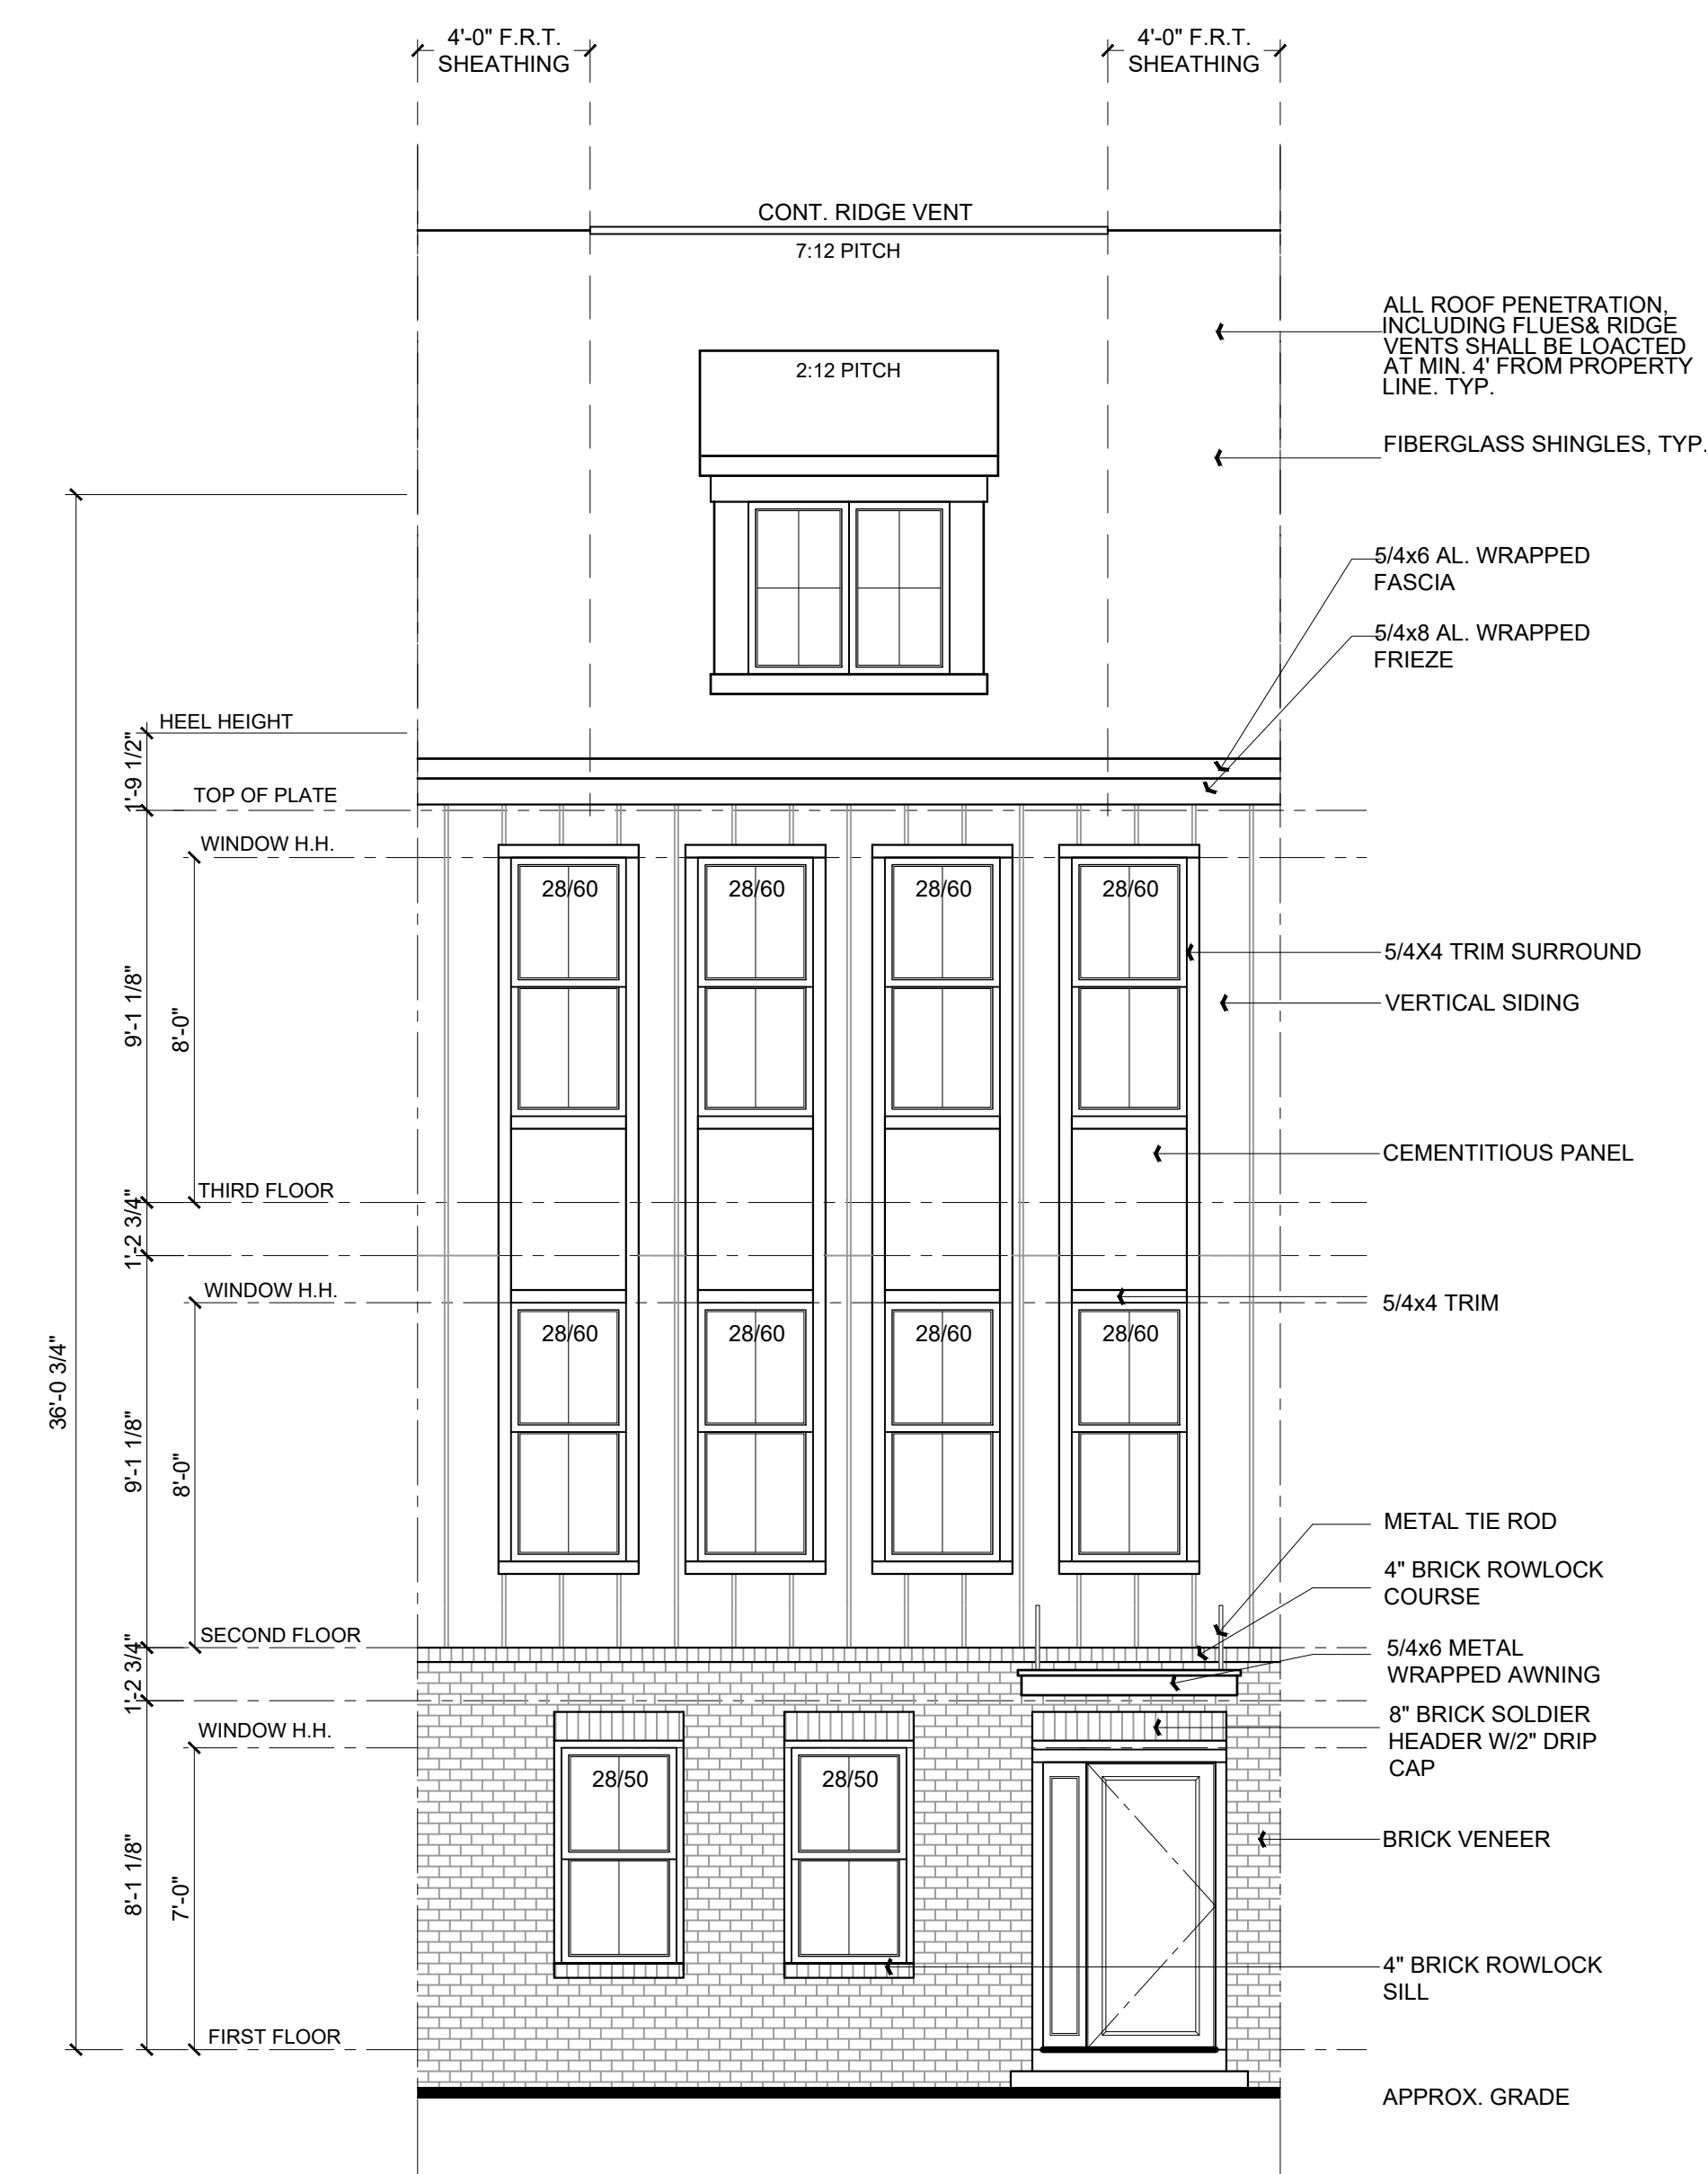 4'-0" F.R.T.
SHEATHING
4'-0" F.R.T.
SHEATHING
CONT. RIDGE VENT
7:12 PITCH
2:12 PITCH
ALL ROOF PENETRATION,
INCLUDING FLUES& RIDGE
VENTS SHALL BE LOACTED
AT MIN. 4' FROM PROPERTY
LINE. TYP.
FIBERGLASS SHINGLES, TYP.
5/4x6 AL. WRAPPED
FASCIA
5/4x8 AL. WRAPPED
FRIEZE
HEEL HEIGHT
1'-9 1/2"
TOP OF PLATE
WINDOW H.H.
28/60
28/60
28/60
28/60
5/4X4 TRIM SURROUND
VERTICAL SIDING
9'-1 1/8"
8'-0"
CEMENTITIOUS PANEL
THIRD FLOOR
1'-2 3/4"
WINDOW H.H.
5/4x4 TRIM
28/60
28/60
28/60
28/60
36'-0 3/4"
9'-1 1/8"
8'-0"
METAL TIE ROD
4" BRICK ROWLOCK
COURSE
SECOND FLOOR
5/4x6 METAL
WRAPPED AWNING
1'-2 3/4"
8" BRICK SOLDIER
HEADER W/2" DRIP
CAP
WINDOW H.H.
28/50
28/50
BRICK VENEER
8'-1 1/8"
7'-0"
4" BRICK ROWLOCK
SILL
FIRST FLOOR
APPROX. GRADE